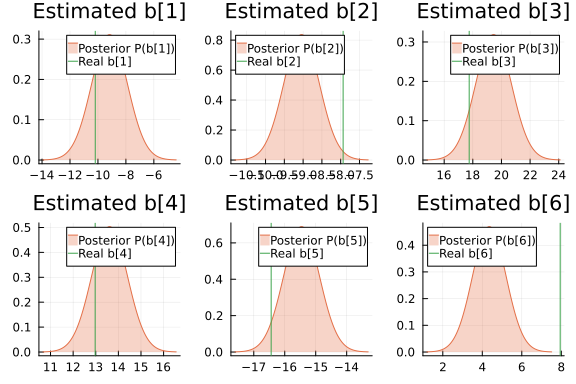 Estimated b[1] Estimated b[2] Estimated b[3]
Posterior P(b[1]) Posterior P(b[2]) Posterior P(b[3])
Real b[1] Real b[2] Real b[3]
0.3 0.8 0.3
0.2 0.6 0.2
0.4
0.1 0.2 0.1
0.0 0.0 0.0
−14 −12 −10 −8 −6 16 18 20 22 24
Estimated b[4] Estimated b[5] Estimated b[6]
Posterior P(b[4]) Posterior P(b[5]) Posterior P(b[6])
Real b[4] Real b[5] Real b[6]
0.5 0.6 0.4
0.4 0.4 0.3
0.3 0.2
0.2 0.2 0.1
0.1
0.0 0.0 0.0
11 12 13 14 15 16 −17 −16 −15 −14 2 4 6 8